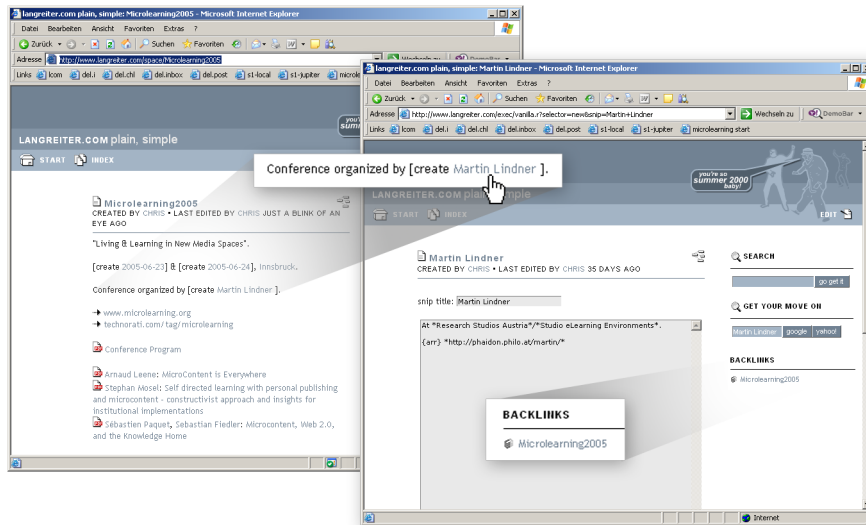 langreiter.com plain, simple: Microlearning2005 - Microsoft Internet Explorer
Datei Bearbeiten Ansicht Favoriten Extras ?
Zurück Suchen Favoriten
Adresse http://www.langreiter.com/space/Microlearning2005
Links lcom del.i del.chl del.inbox del.post s1-local s1-jupiter
LANGREITER.COM plain, simple
START INDEX
Microlearning2005
CREATED BY CHRIS • LAST EDITED BY CHRIS JUST A BLINK OF AN
EYE AGO
"Living & Learning in New Media Spaces".
[create 2005-06-23] & [create 2005-06-24], Innsbruck.
Conference organized by [create Martin Lindner ].
www.microlearning.org
technorati.com/tag/microlearning
Conference Program
Arnaud Leene: MicroContent is Everywhere
Stephan Mosel: Self directed learning with personal publishing
and microcontent - constructivist approach and insights for
institutional implementations
Sébastien Paquet, Sebastian Fiedler: Microcontent, Web 2.0,
and the Knowledge Home
Conference organized by [create Martin Lindner ].
langreiter.com plain, simple: Martin Lindner - Microsoft Internet Explorer
Datei Bearbeiten Ansicht Favoriten Extras ?
Zurück Suchen Favoriten
Adresse http://www.langreiter.com/exec/vanilla.r?selector=new&snip=Martin+Lindner Wechseln zu DemoBar
Links lcom del.i del.chl del.inbox del.post s1-local s1-jupiter microlearning start
you're so
summer 2000
baby!
LANGREITER.COM plain, simple
START INDEX EDIT
Martin Lindner
CREATED BY CHRIS • LAST EDITED BY CHRIS 35 DAYS AGO
snip title: Martin Lindner
At *Research Studios Austria*/*Studio eLearning Environments*.
{arr} *http://phaidon.philo.at/martin/*
SEARCH
go get it
GET YOUR MOVE ON
Martin Lindner google yahoo!
BACKLINKS
Microlearning2005
BACKLINKS
Microlearning2005
Internet